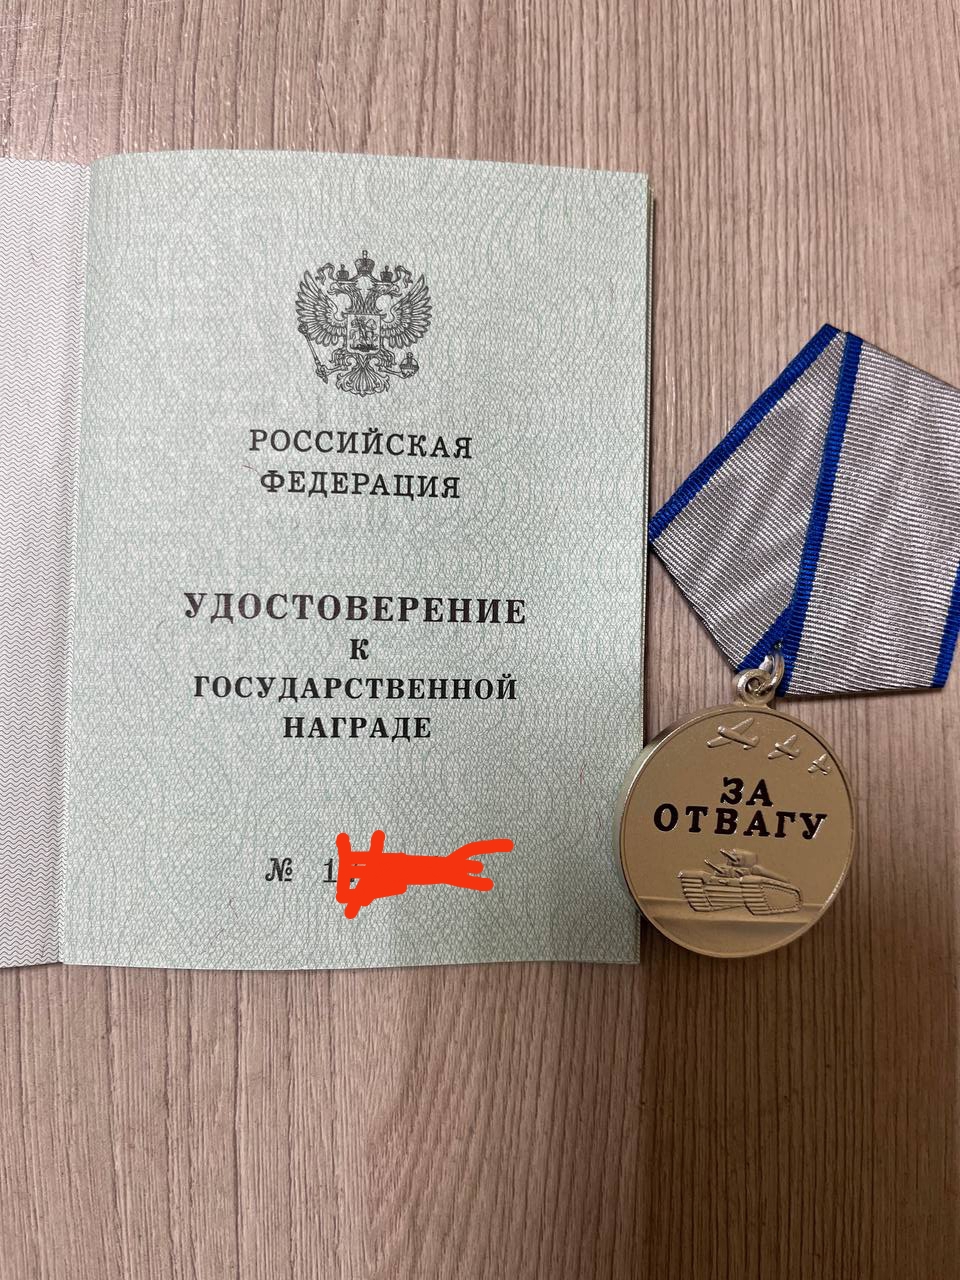 РОССИЙСКАЯ
ФЕДЕРАЦИЯ
УДОСТОВЕРЕНИЕ
К
ГОСУДАРСТВЕННОЙ
НАГРАДЕ
№ 1
ЗА
ОТВАГУ